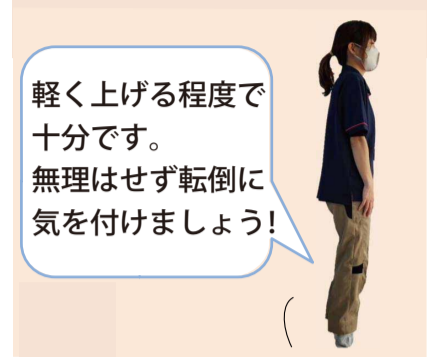 軽く上げる程度で
十分です。
無理はせず転倒に
気を付けましょう!